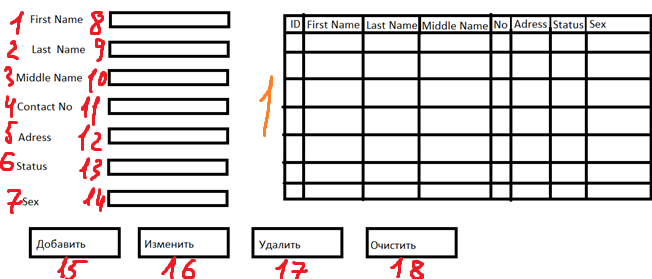 1 First Name 8
2 Last Name 9
3 Middle Name 10
4 Contact No 11
5 Adress 12
6 Status 13
7 Sex 14
ID First Name Last Name Middle Name No Adress Status Sex
1
Добавить Изменить Удалить Очистить
15 16 17 18